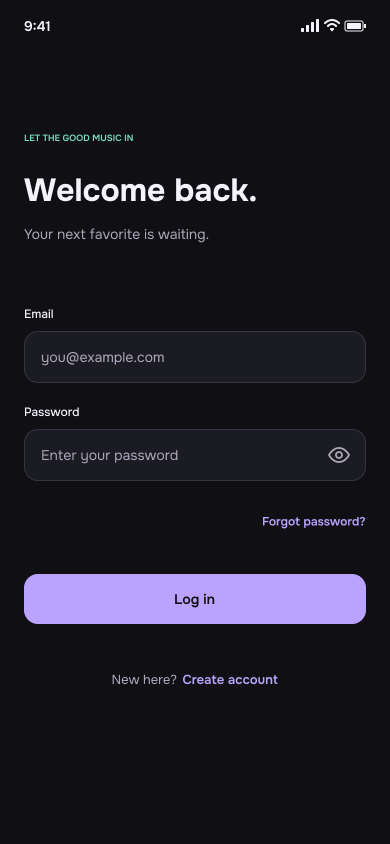 9:41
LET THE GOOD MUSIC IN
Welcome back.
Your next favorite is waiting.
Email
you@example.com
Password
Enter your password
Forgot password?
Log in
New here? Create account